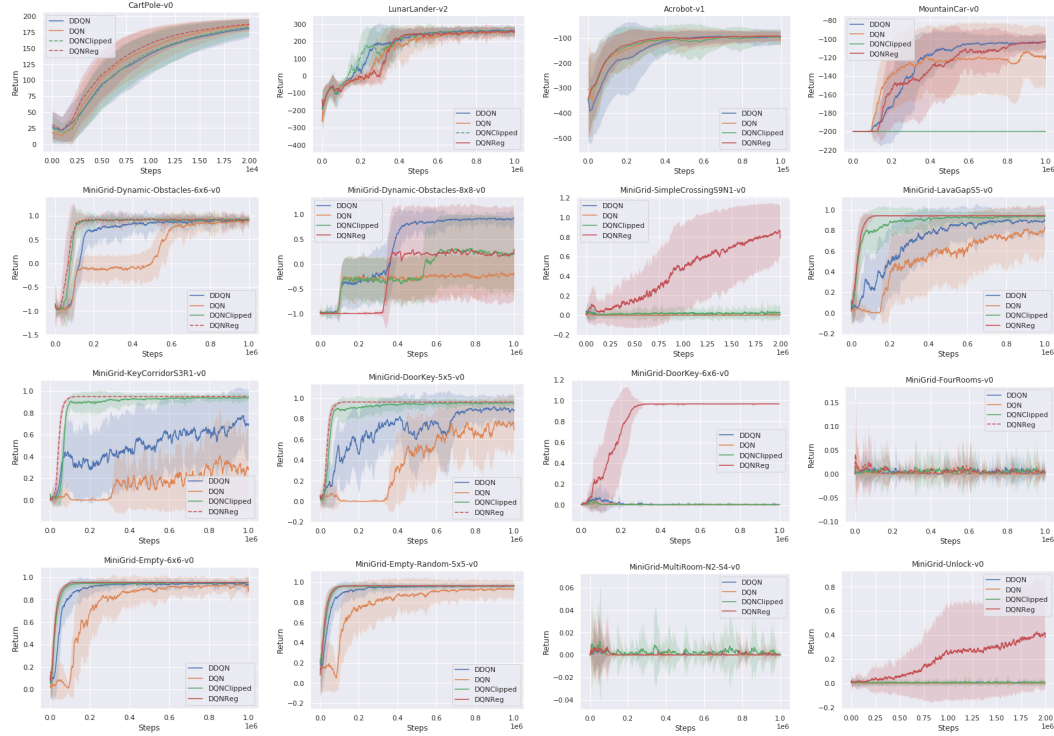 CartPole-v0
Return
200
175
150
125
100
75
50
25
0
DDQN
DQN
DQNClipped
DQNReg
0.00 0.25 0.50 0.75 1.00 1.25 1.50 1.75 2.00
Steps
1e4
LunarLander-v2
Return
300
200
100
0
−100
−200
−300
−400
DDQN
DQN
DQNClipped
DQNReg
0.0 0.2 0.4 0.6 0.8 1.0
Steps
1e6
Acrobot-v1
Return
−100
−200
−300
−400
−500
DDQN
DQN
DQNClipped
DQNReg
0.0 0.2 0.4 0.6 0.8 1.0
Steps
1e5
MountainCar-v0
Return
−80
−100
−120
−140
−160
−180
−200
−220
DDQN
DQN
DQNClipped
DQNReg
0.0 0.2 0.4 0.6 0.8 1.0
Steps
1e6
MiniGrid-Dynamic-Obstacles-6x6-v0
Return
1.0
0.5
0.0
−0.5
−1.0
−1.5
DDQN
DQN
DQNClipped
DQNReg
0.0 0.2 0.4 0.6 0.8 1.0
Steps
1e6
MiniGrid-Dynamic-Obstacles-8x8-v0
Return
1.0
0.5
0.0
−0.5
−1.0
DDQN
DQN
DQNClipped
DQNReg
0.0 0.2 0.4 0.6 0.8 1.0
Steps
1e6
MiniGrid-SimpleCrossingS9N1-v0
Return
1.2
1.0
0.8
0.6
0.4
0.2
0.0
−0.2
DDQN
DQN
DQNClipped
DQNReg
0.00 0.25 0.50 0.75 1.00 1.25 1.50 1.75 2.00
Steps
1e6
MiniGrid-LavaGapS5-v0
Return
1.0
0.8
0.6
0.4
0.2
0.0
−0.2
DDQN
DQN
DQNClipped
DQNReg
0.0 0.2 0.4 0.6 0.8 1.0
Steps
1e6
MiniGrid-KeyCorridorS3R1-v0
Return
1.0
0.8
0.6
0.4
0.2
0.0
DDQN
DQN
DQNClipped
DQNReg
0.0 0.2 0.4 0.6 0.8 1.0
Steps
1e6
MiniGrid-DoorKey-5x5-v0
Return
1.0
0.8
0.6
0.4
0.2
0.0
−0.2
DDQN
DQN
DQNClipped
DQNReg
0.0 0.2 0.4 0.6 0.8 1.0
Steps
1e6
MiniGrid-DoorKey-6x6-v0
Return
1.2
1.0
0.8
0.6
0.4
0.2
0.0
DDQN
DQN
DQNClipped
DQNReg
0.0 0.2 0.4 0.6 0.8 1.0
Steps
1e6
MiniGrid-FourRooms-v0
Return
0.15
0.10
0.05
0.00
−0.05
−0.10
DDQN
DQN
DQNClipped
DQNReg
0.0 0.2 0.4 0.6 0.8 1.0
Steps
1e6
MiniGrid-Empty-6x6-v0
Return
1.0
0.8
0.6
0.4
0.2
0.0
DDQN
DQN
DQNClipped
DQNReg
0.0 0.2 0.4 0.6 0.8 1.0
Steps
1e6
MiniGrid-Empty-Random-5x5-v0
Return
1.0
0.8
0.6
0.4
0.2
0.0
−0.2
DDQN
DQN
DQNClipped
DQNReg
0.0 0.2 0.4 0.6 0.8 1.0
Steps
1e6
MiniGrid-MultiRoom-N2-S4-v0
Return
0.06
0.04
0.02
0.00
−0.02
−0.04
DDQN
DQN
DQNClipped
DQNReg
0.0 0.2 0.4 0.6 0.8 1.0
Steps
1e6
MiniGrid-Unlock-v0
Return
0.8
0.6
0.4
0.2
0.0
−0.2
DDQN
DQN
DQNClipped
DQNReg
0.00 0.25 0.50 0.75 1.00 1.25 1.50 1.75 2.00
Steps
1e6